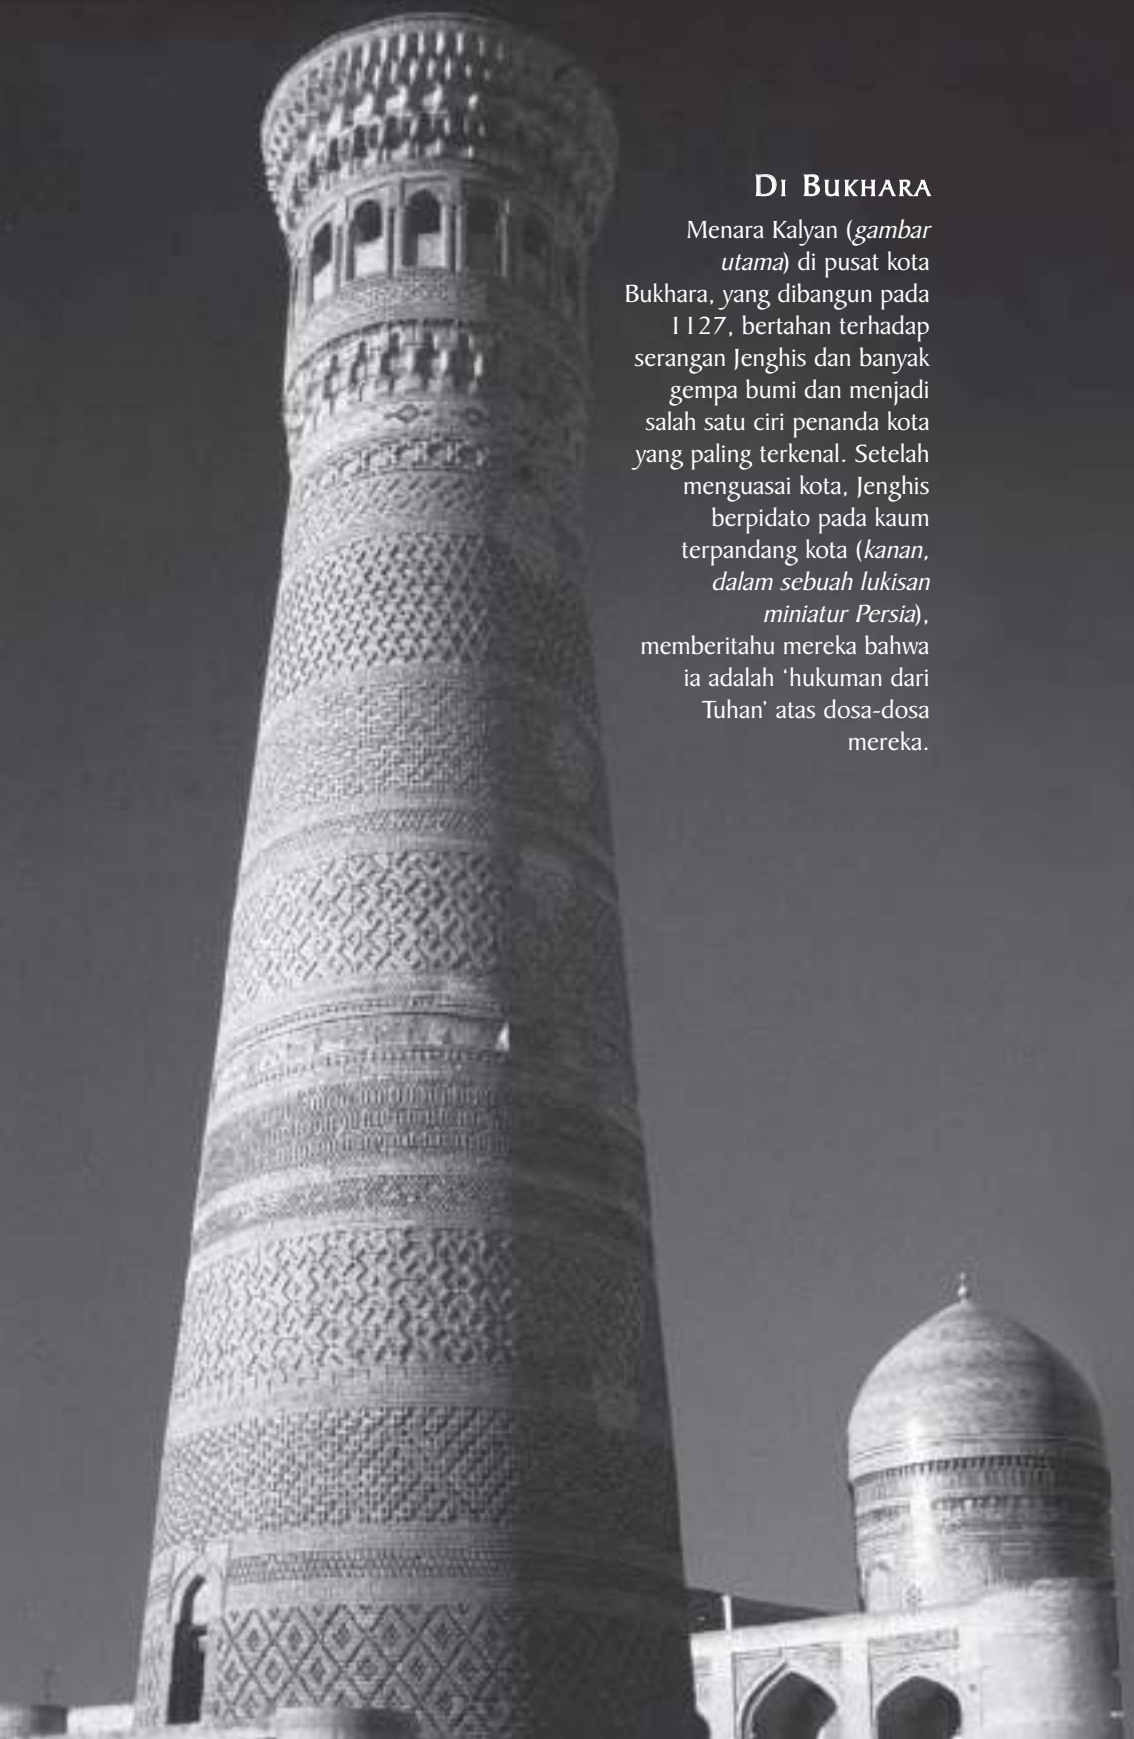 DI BUKHARA
Menara Kalyan (gambar
utama) di pusat kota
Bukhara, yang dibangun pada
1127, bertahan terhadap
serangan Jenghis dan banyak
gempa bumi dan menjadi
salah satu ciri penanda kota
yang paling terkenal. Setelah
menguasai kota, Jenghis
berpidato pada kaum
terpandang kota (kanan,
dalam sebuah lukisan
miniatur Persia),
memberitahu mereka bahwa
ia adalah ‘hukuman dari
Tuhan’ atas dosa-dosa
mereka.